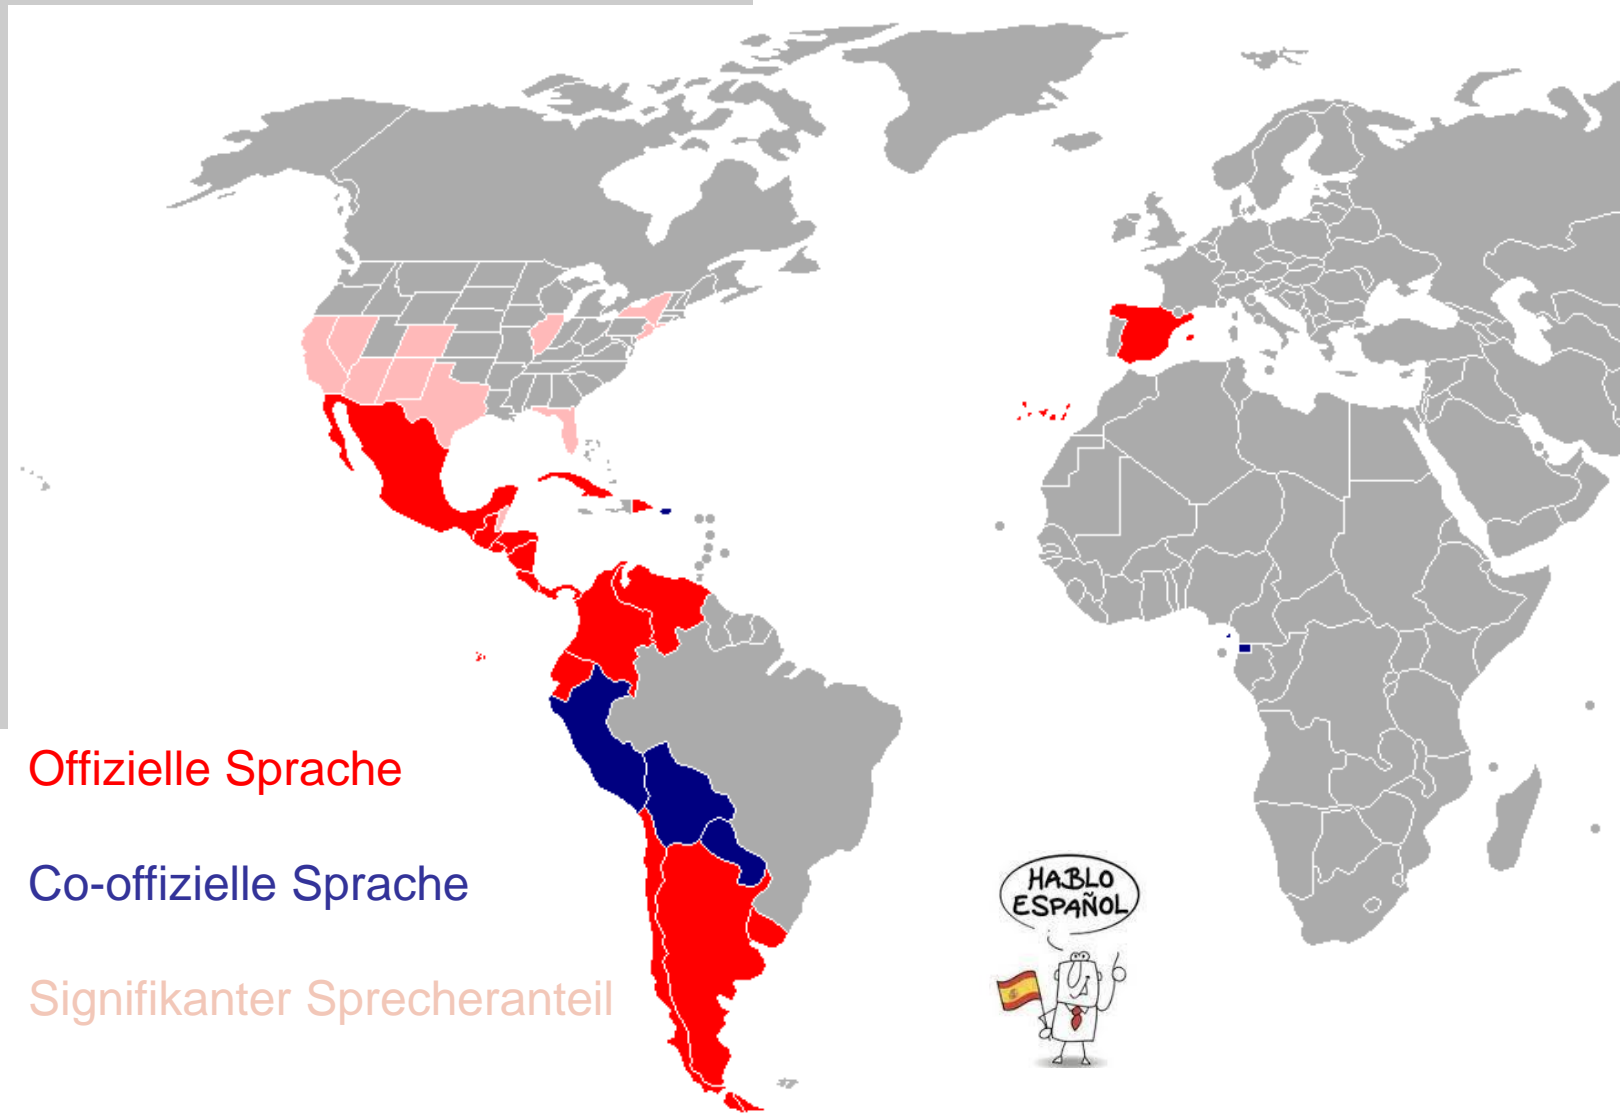 Offizielle Sprache
Co-offizielle Sprache
Signifikanter Sprecheranteil
HABLO
ESPAÑOL